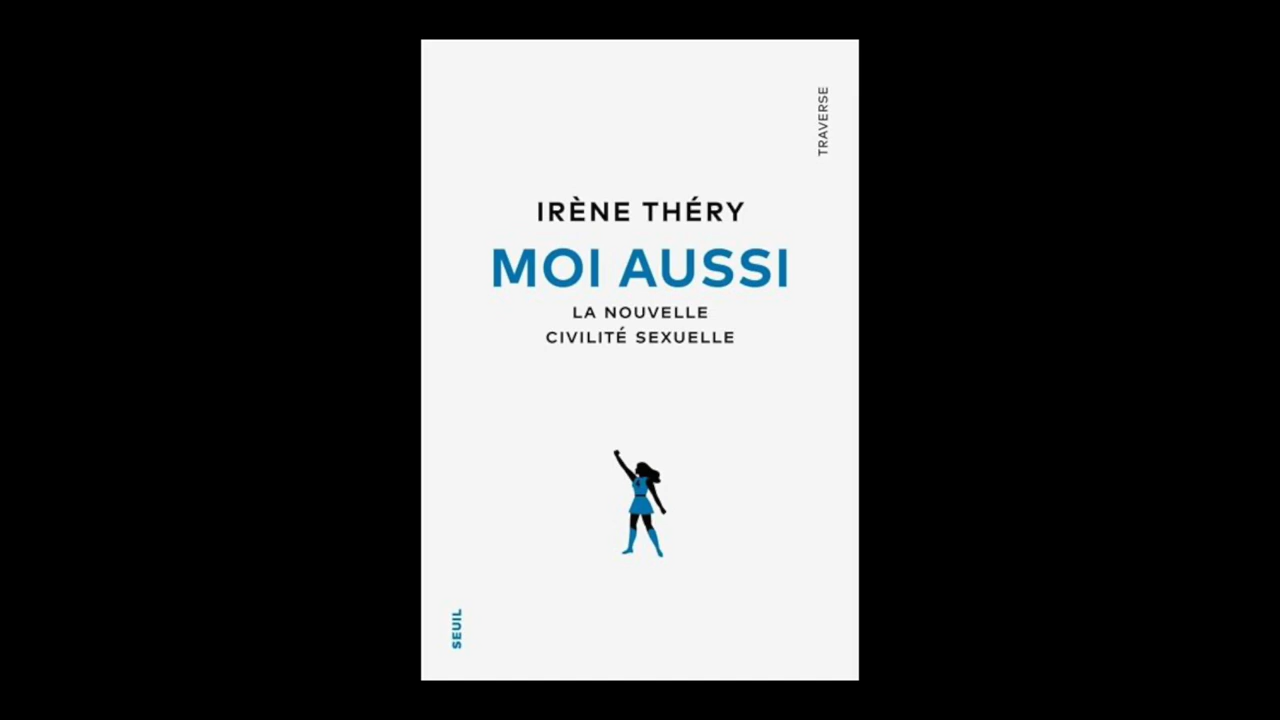 TRAVERSE
IRÈNE THÉRY
MOI AUSSI
LA NOUVELLE
CIVILITÉ SEXUELLE
SEUIL